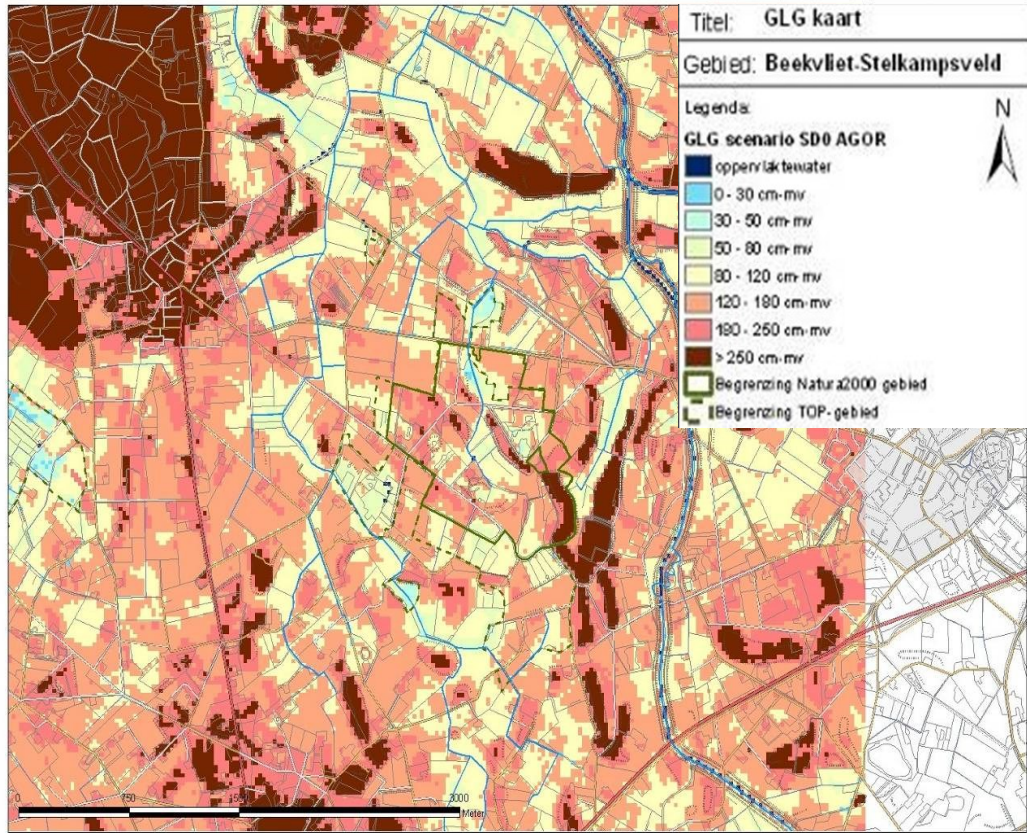 Titel: GLG kaart
Gebied: Beekvliet-Stelkampsveld
Legenda:
N
GLG scenario SD0 AGOR
oppervlaktewater
0 - 30 cm-mv
30 - 50 cm-mv
50 - 80 cm-mv
80 - 120 cm-mv
120 - 180 cm-mv
180 - 250 cm-mv
> 250 cm-mv
Begrenzing Natura2000 gebied
Begrenzing TOP-gebied
0 750 3000
Meter